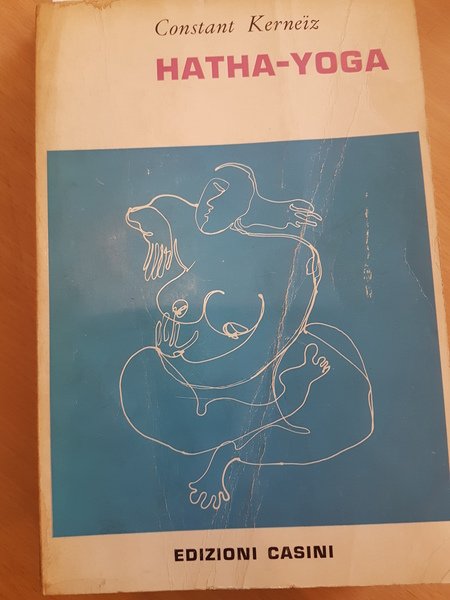 Constant Kerneïz
HATHA-YOGA
EDIZIONI CASINI